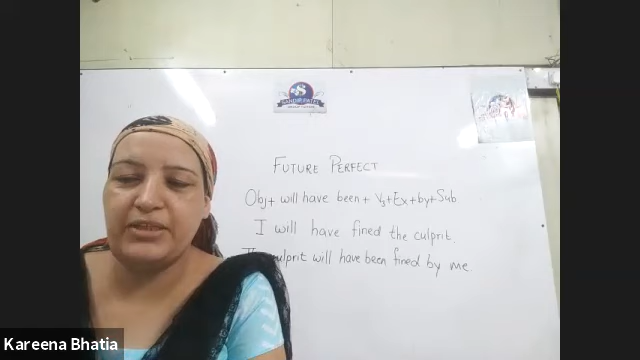 FUTURE PERFECT
Obj+ will have been + V3+Ex+by+Sub
I will have fined the culprit.
culprit will have been fined by me
Kareena Bhatia